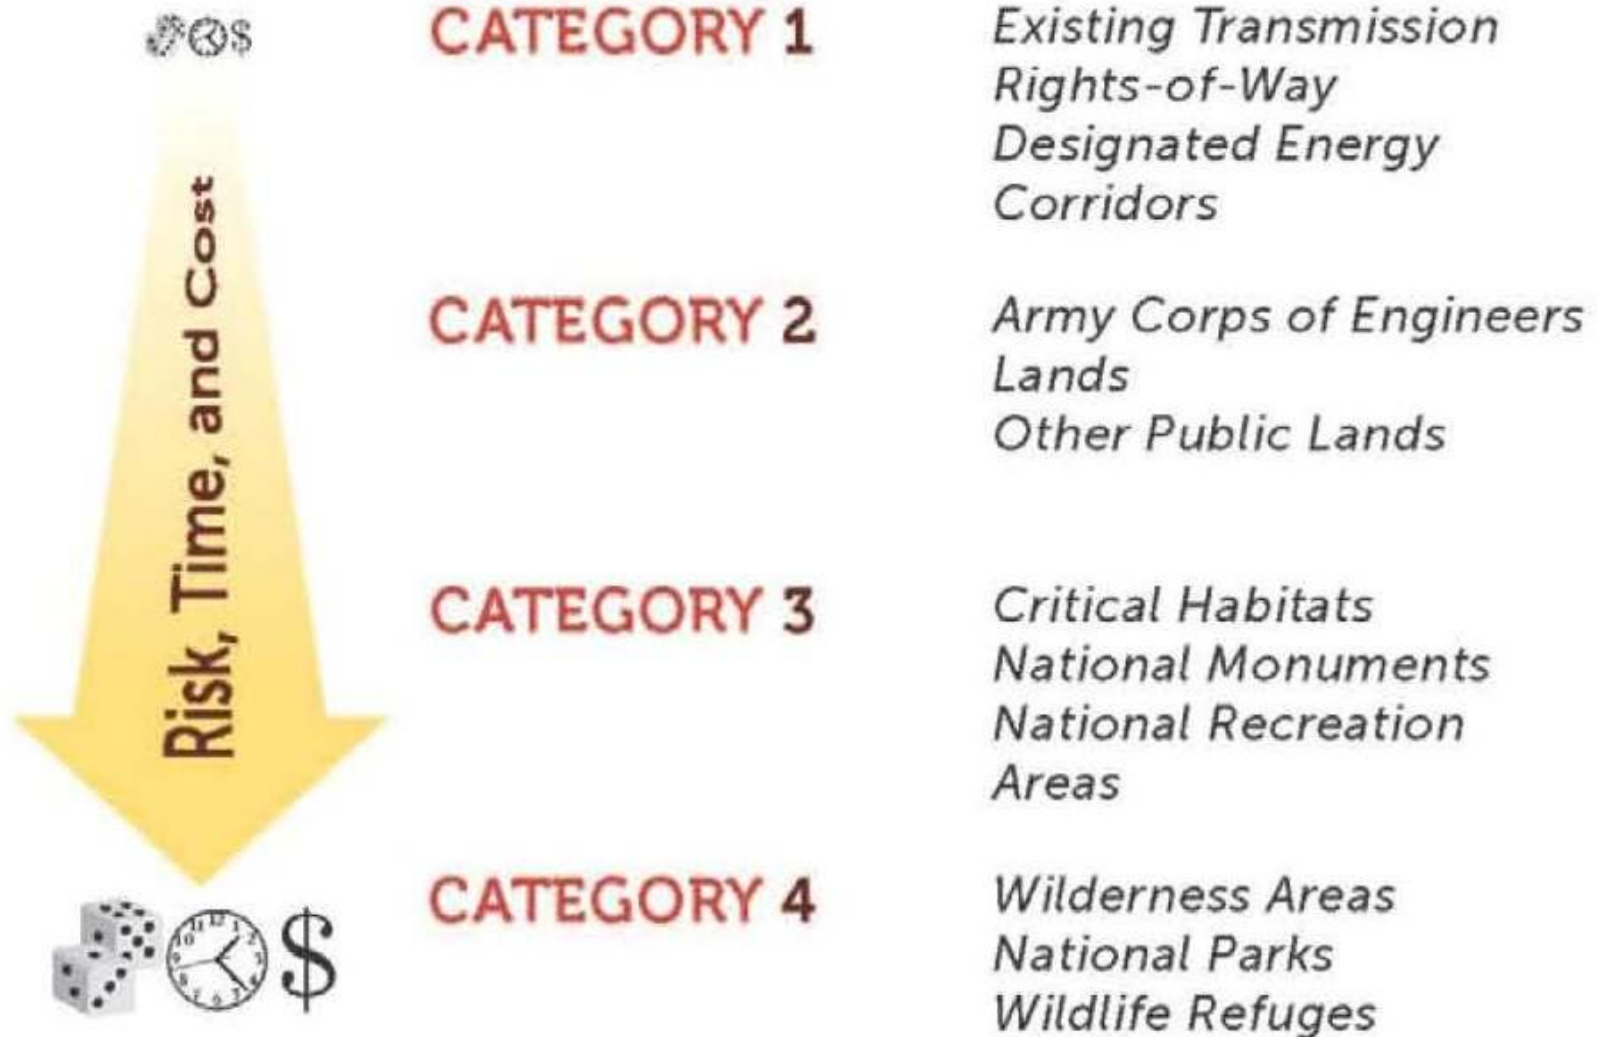 $
CATEGORY 1
Existing Transmission
Rights-of-Way
Designated Energy
Corridors
Risk, Time, and Cost
CATEGORY 2
Army Corps of Engineers
Lands
Other Public Lands
CATEGORY 3
Critical Habitats
National Monuments
National Recreation
Areas
CATEGORY 4
Wilderness Areas
National Parks
Wildlife Refuges
$